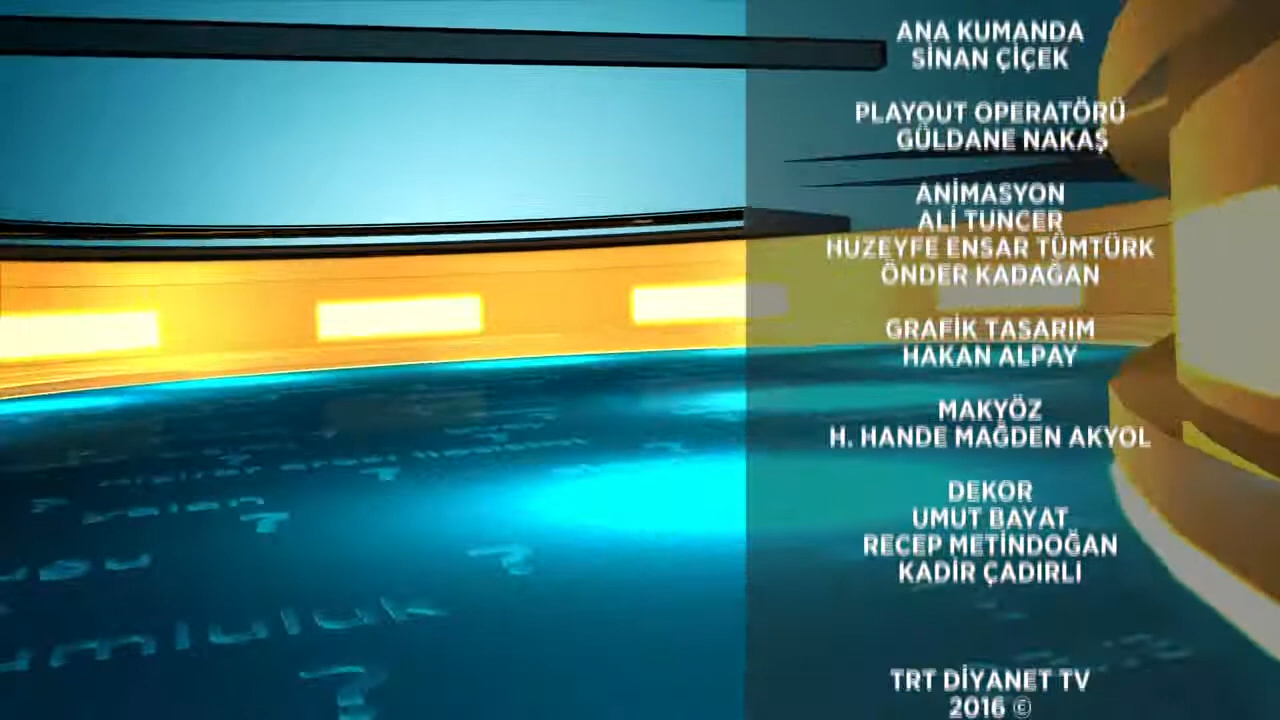 ANA KUMANDA
SİNAN ÇİÇEK
PLAYOUT OPERATÖRÜ
GÜLDANE NAKAŞ
ANİMASYON
ALİ TUNCER
HUZEYFE ENSAR TÜMTÜRK
ÖNDER KADAĞAN
GRAFİK TASARIM
HAKAN ALPAY
MAKYÖZ
H. HANDE MAĞDEN AKYOL
DEKOR
UMUT BAYAT
RECEP METİNDOĞAN
KADİR ÇADIRLI
TRT DİYANET TV
2016 ©